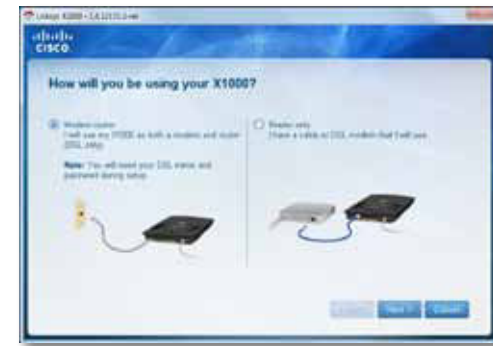 CISCO
How will you be using your X1000?
Modem router
I will use my X1000 as both a modem and router
(DSL only).
Note: You will need your DSL name and
password during setup.
Router only
I have a cable or DSL modem that I will use.
Next >
Cancel